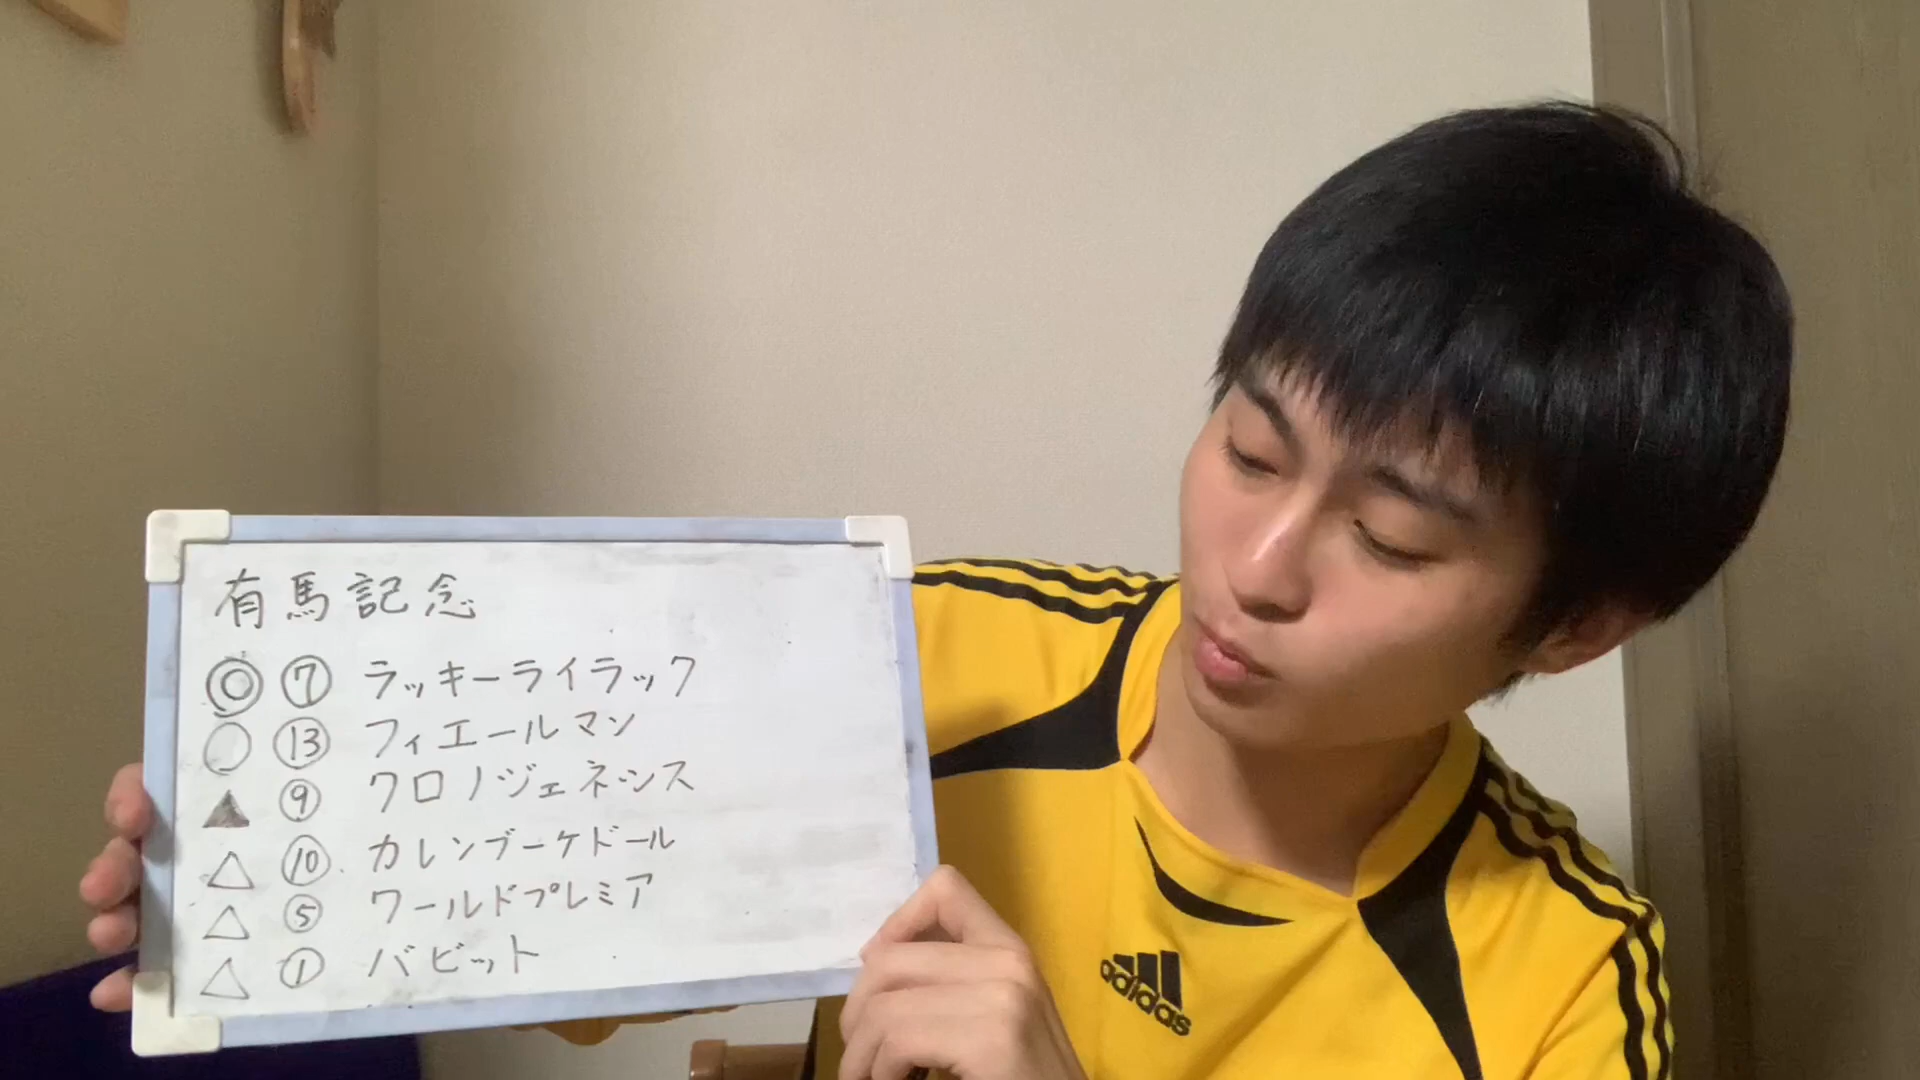 有馬記念
◎ ⑦ ラッキーライラック
○ ⑬ フィエールマン
▲ ⑨ クロノジェネシス
△ ⑩ カレンブーケドール
△ ⑤ ワールドプレミア
△ ① バビット
adidas